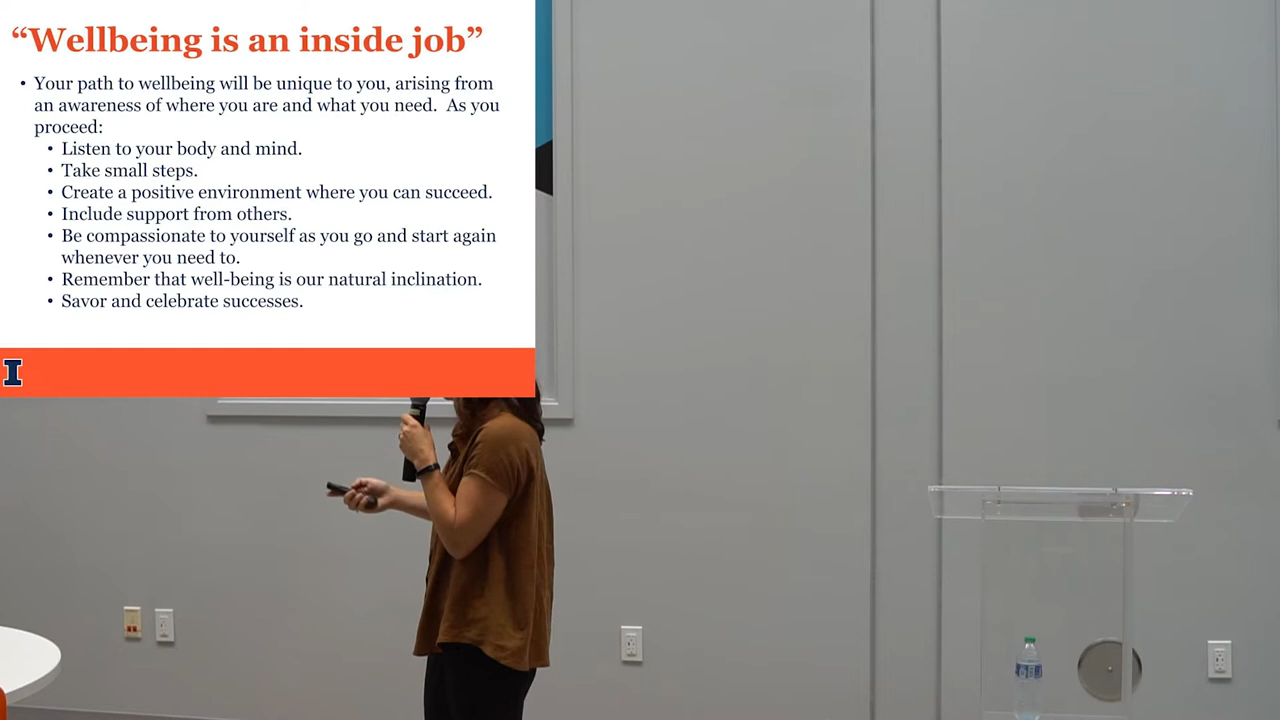 “Wellbeing is an inside job”
• Your path to wellbeing will be unique to you, arising from
an awareness of where you are and what you need.  As you
proceed:
• Listen to your body and mind.
• Take small steps.
• Create a positive environment where you can succeed.
• Include support from others.
• Be compassionate to yourself as you go and start again
whenever you need to.
• Remember that well-being is our natural inclination.
• Savor and celebrate successes.
I